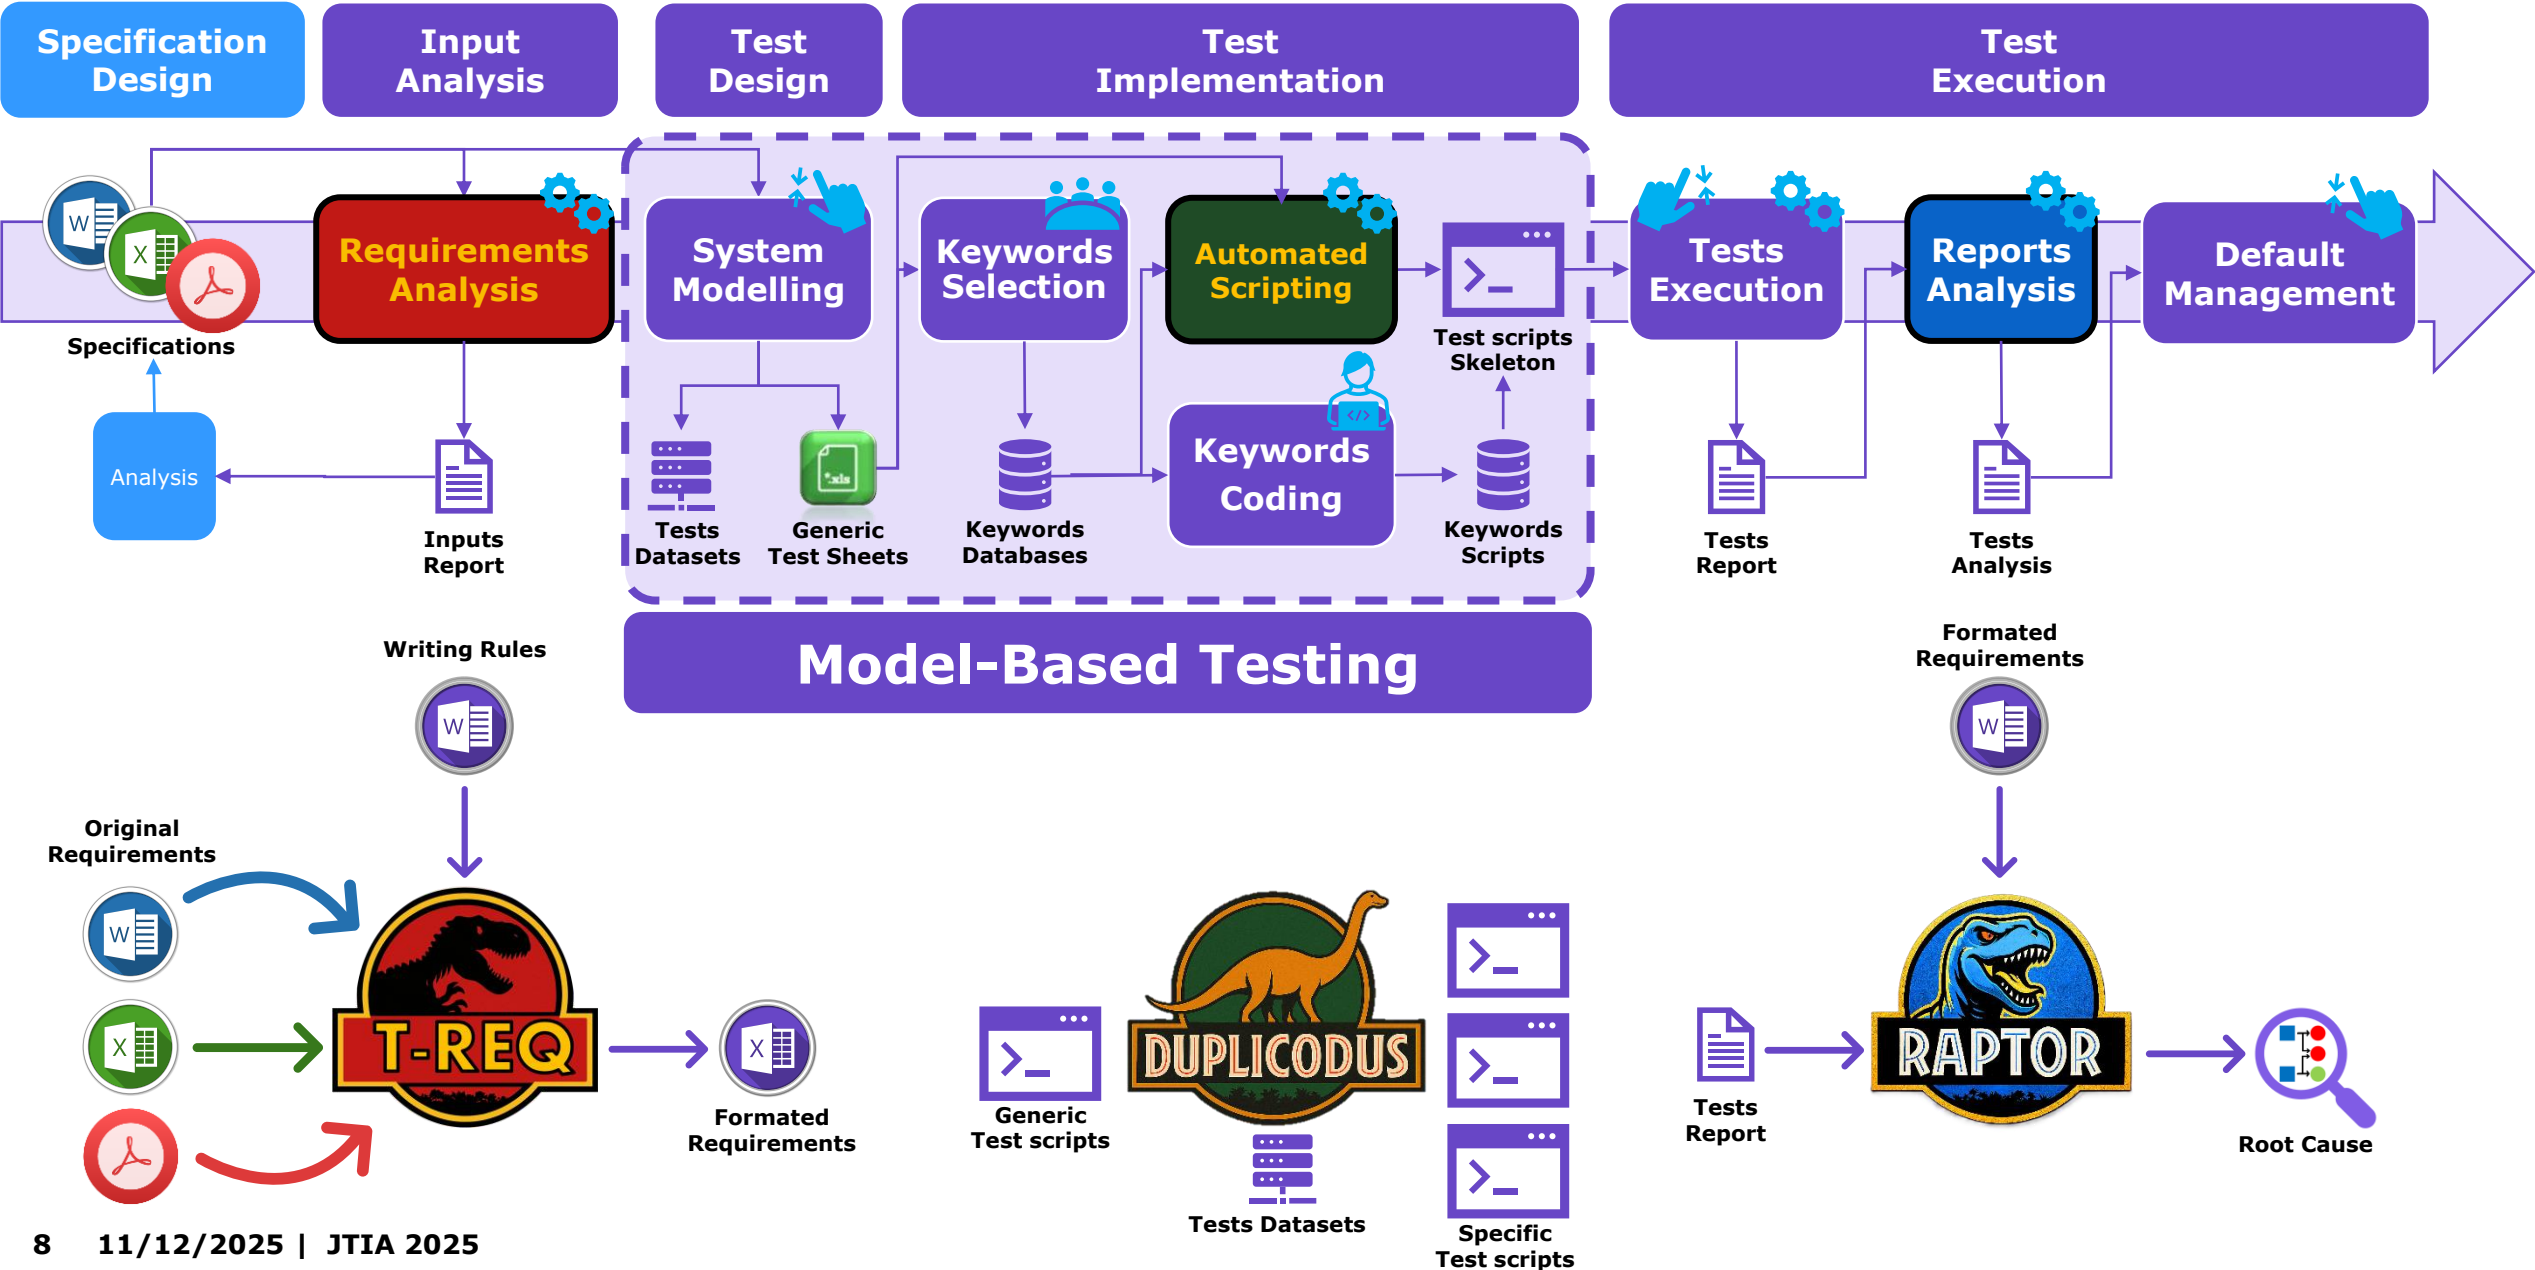 Specification
Design
Input
Analysis
Test
Design
Test
Implementation
Test
Execution
W
X
Specifications
Requirements
Analysis
System
Modelling
Keywords
Selection
Automated
Scripting
Test scripts
Skeleton
Tests
Execution
Reports
Analysis
Default
Management
Analysis
Inputs
Report
Tests
Datasets
*.xls
Generic
Test Sheets
Keywords
Databases
</>
Keywords
Coding
Keywords
Scripts
Tests
Report
Tests
Analysis
Model-Based Testing
Writing Rules
W
Formated
Requirements
W
Original
Requirements
W
X
T-REQ
X
Formated
Requirements
Generic
Test scripts
DUPLICODUS
Tests Datasets
Specific
Test scripts
Tests
Report
RAPTOR
Root Cause
8 11/12/2025 | JTIA 2025